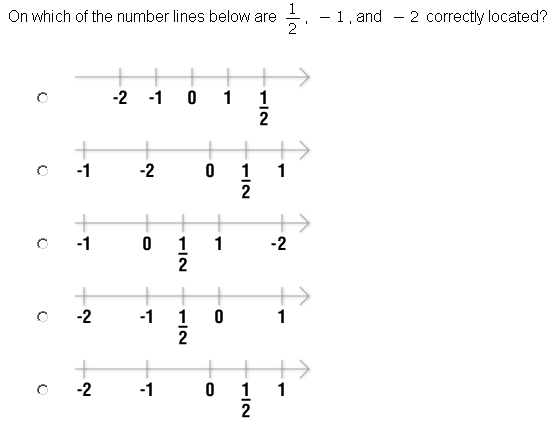 On which of the number lines below are 1/2, − 1, and − 2 correctly located?
-2 -1 0 1 1/2
-1 -2 0 1/2 1
-1 0 1/2 1 -2
-2 -1 1/2 0 1
-2 -1 0 1/2 1